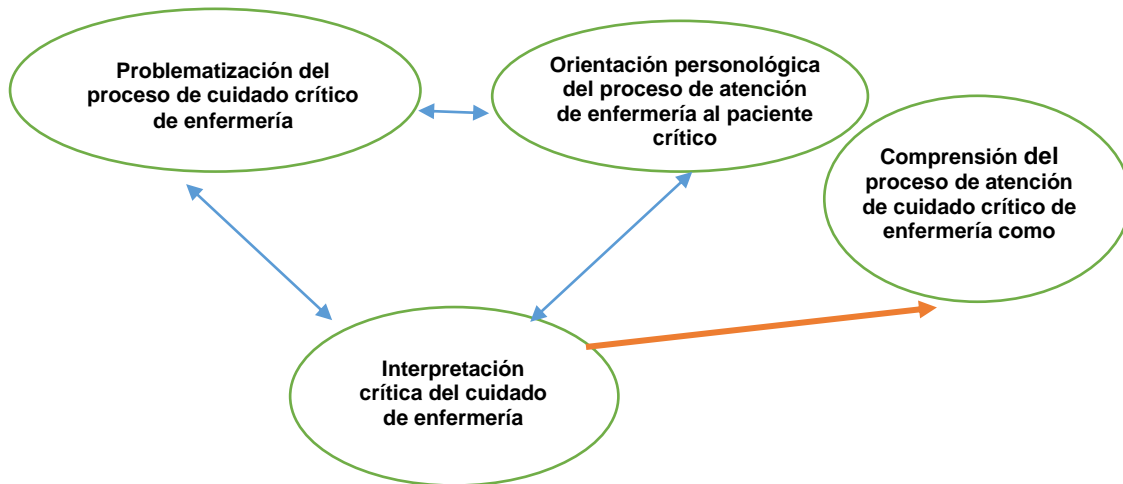 Problematización del
proceso de cuidado crítico
de enfermería
Orientación personológica
del proceso de atención
de enfermería al paciente
crítico
Comprensión del
proceso de atención
de cuidado crítico de
enfermería como
Interpretación
crítica del cuidado
de enfermería